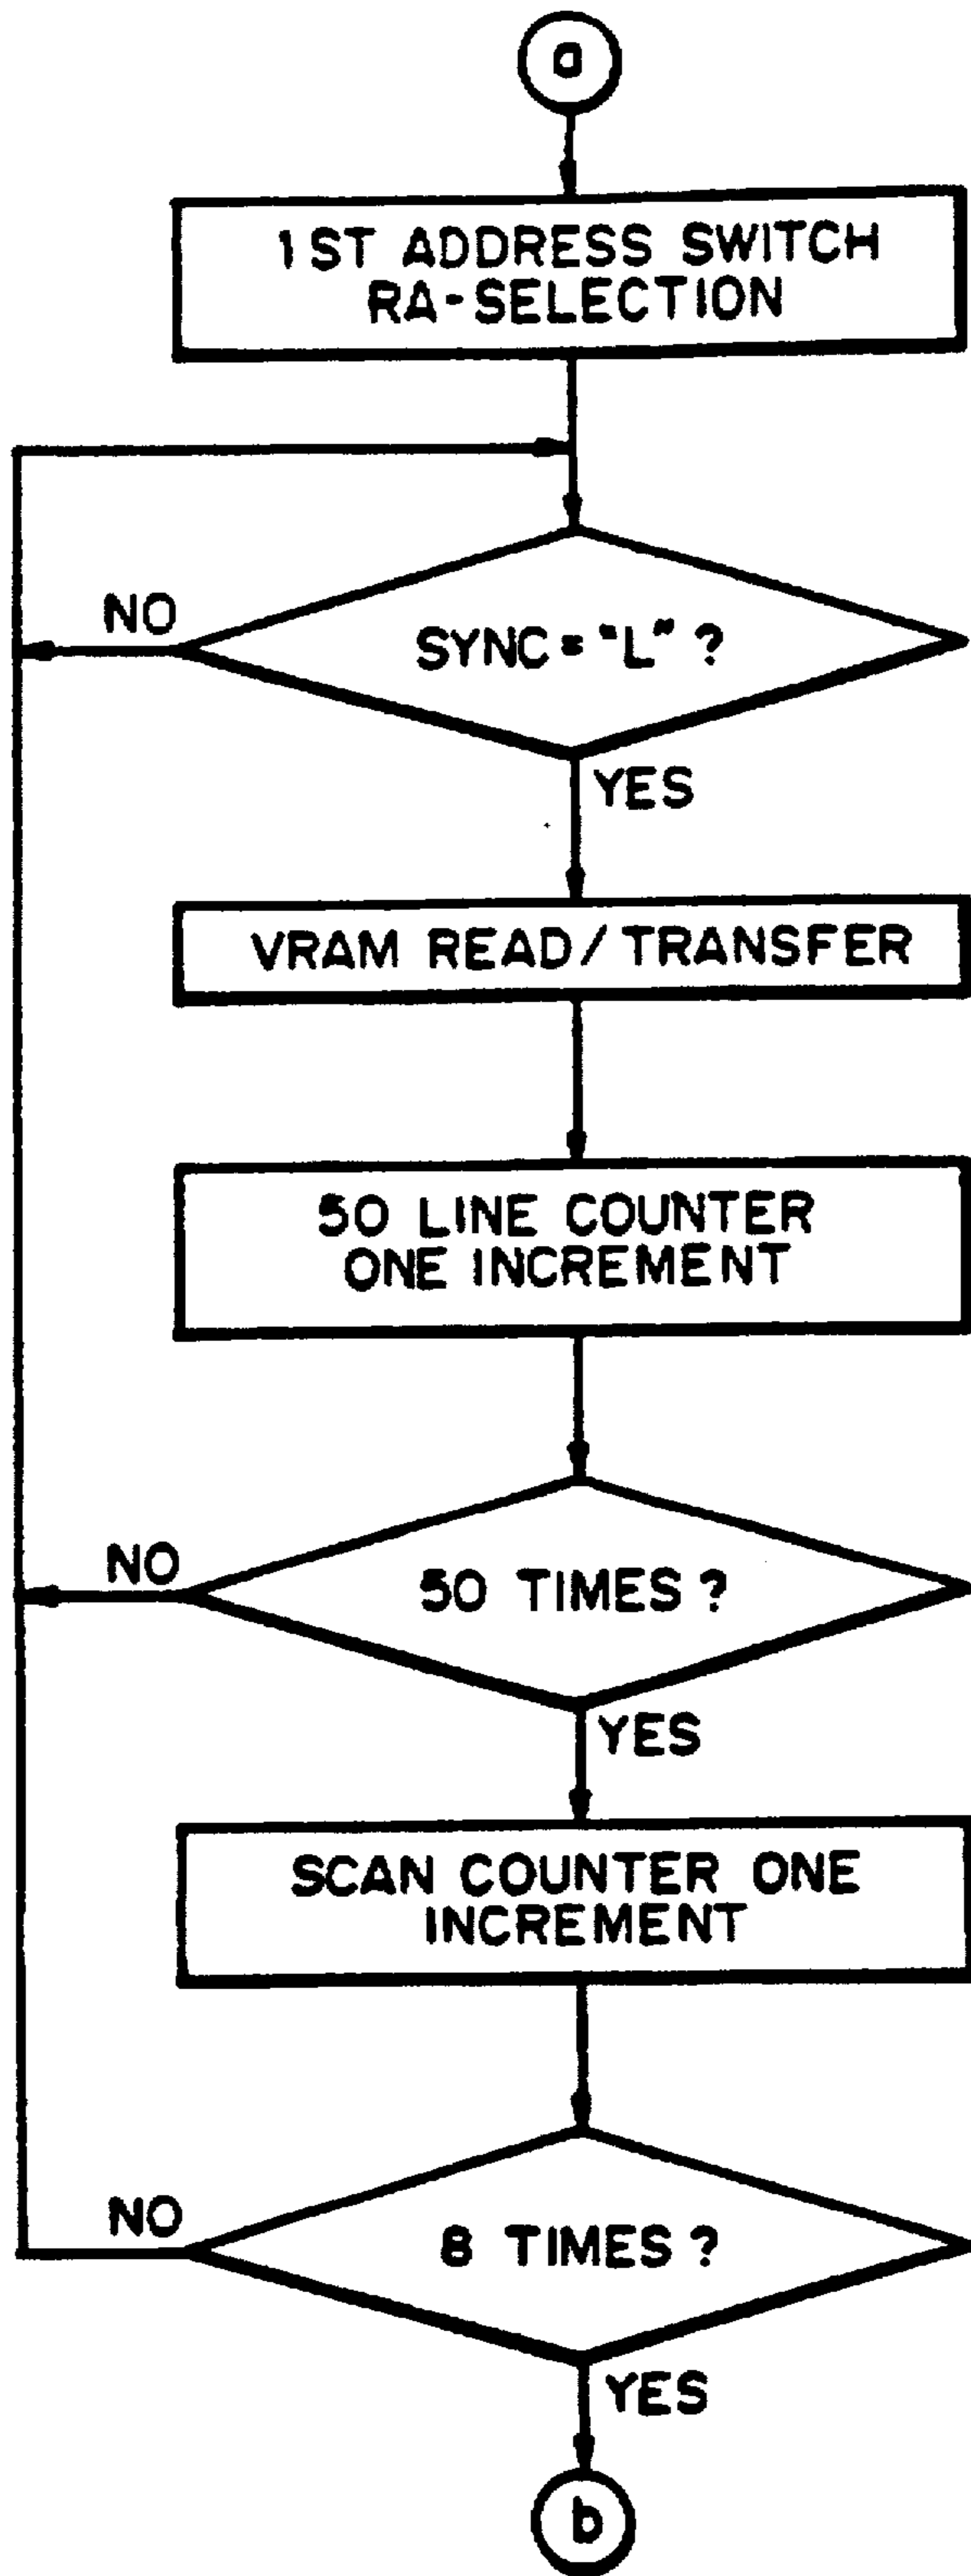 a
1ST ADDRESS SWITCH
RA-SELECTION
NO
SYNC = "L" ?
YES
VRAM READ / TRANSFER
50 LINE COUNTER
ONE INCREMENT
NO
50 TIMES ?
YES
SCAN COUNTER ONE
INCREMENT
NO
8 TIMES ?
YES
b